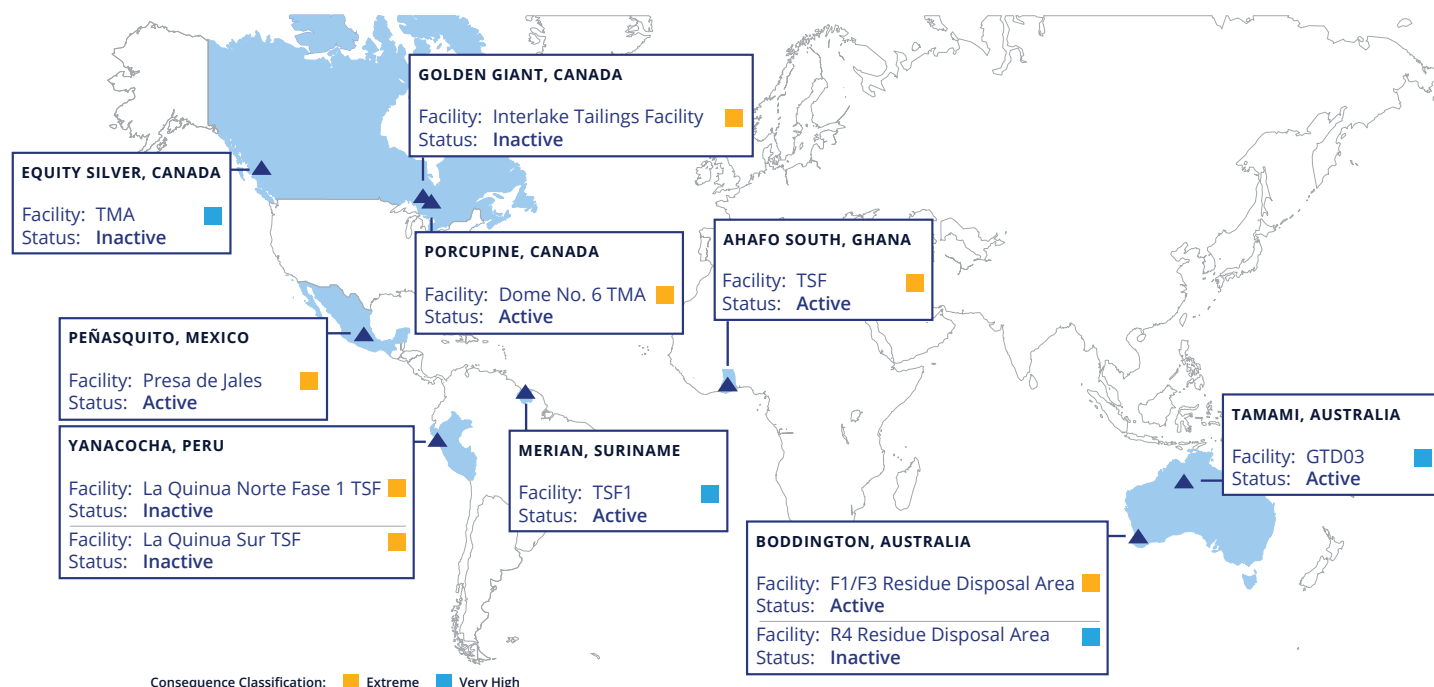 GOLDEN GIANT, CANADA
Facility: Interlake Tailings Facility
Status: Inactive
EQUITY SILVER, CANADA
Facility: TMA
Status: Inactive
PORCUPINE, CANADA
Facility: Dome No. 6 TMA
Status: Active
AHAFO SOUTH, GHANA
Facility: TSF
Status: Active
PEÑASQUITO, MEXICO
Facility: Presa de Jales
Status: Active
YANACOCHA, PERU
Facility: La Quinua Norte Fase 1 TSF
Status: Inactive
Facility: La Quinua Sur TSF
Status: Inactive
MERIAN, SURINAME
Facility: TSF1
Status: Active
TAMAMI, AUSTRALIA
Facility: GTD03
Status: Active
BODDINGTON, AUSTRALIA
Facility: F1/F3 Residue Disposal Area
Status: Active
Facility: R4 Residue Disposal Area
Status: Inactive
Consequence Classification: Extreme Very High